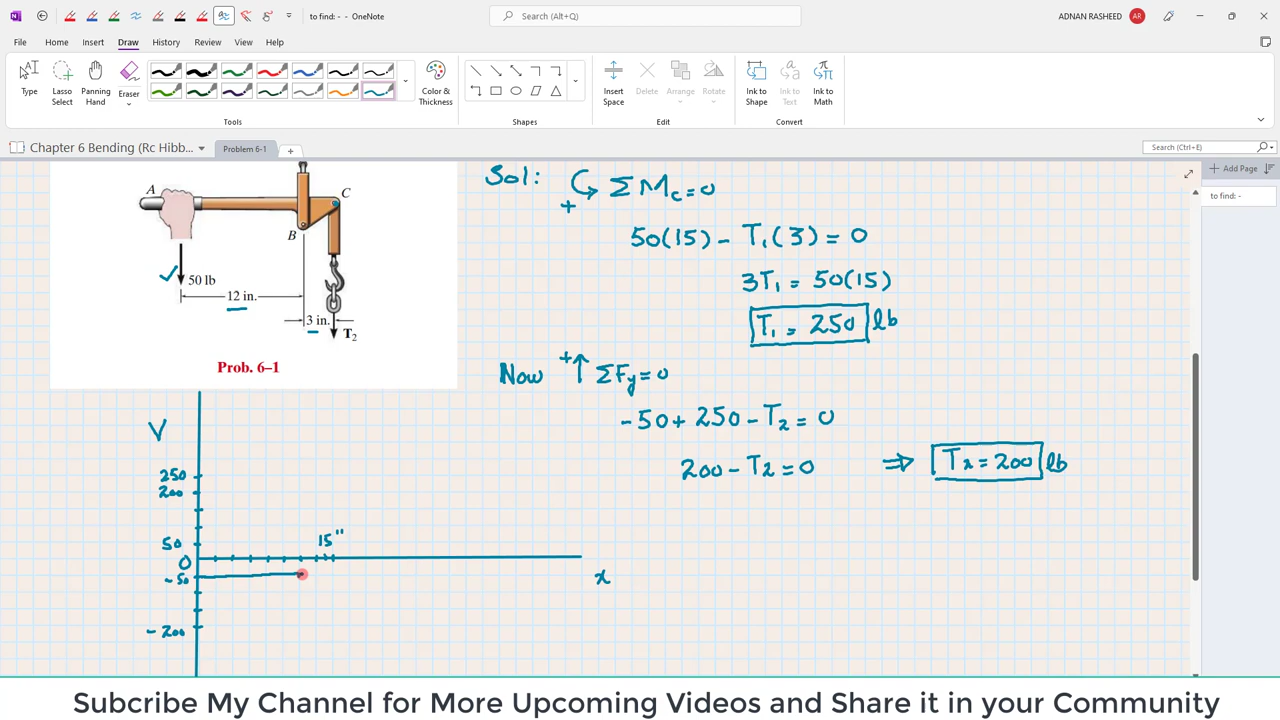 to find: - - OneNote
Search (Alt+Q)
ADNAN RASHEED
AR
File Home Insert Draw History Review View Help
Type
Lasso Select
Panning Hand
Eraser
Color & Thickness
Insert Space
Delete
Arrange
Rotate
Ink to Shape
Ink to Text
Ink to Math
Tools
Shapes
Edit
Convert
Chapter 6 Bending (Rc Hibb...
Problem 6-1
Search (Ctrl+E)
Add Page
to find: -
A
C
B
50 lb
12 in.
3 in.
T2
Prob. 6–1
Sol: + ΣMc=0
50(15) - T1(3) = 0
3T1 = 50(15)
T1 = 250 lb
Now +↑ ΣFy=0
-50+250-T2=0
200-T2=0 ⇒ T2=200 lb
V
250
200
50
0
-50
-200
15"
x
Subcribe My Channel for More Upcoming Videos and Share it in your Community